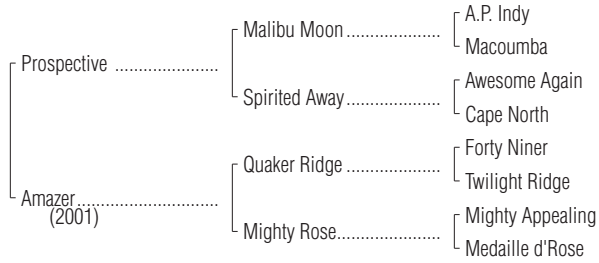 A.P. Indy
Malibu Moon ....................
Macoumba
Prospective ......................
Awesome Again
Spirited Away....................
Cape North
Forty Niner
Quaker Ridge ....................
Twilight Ridge
Amazer..............................
(2001)
Mighty Appealing
Mighty Rose......................
Medaille d'Rose